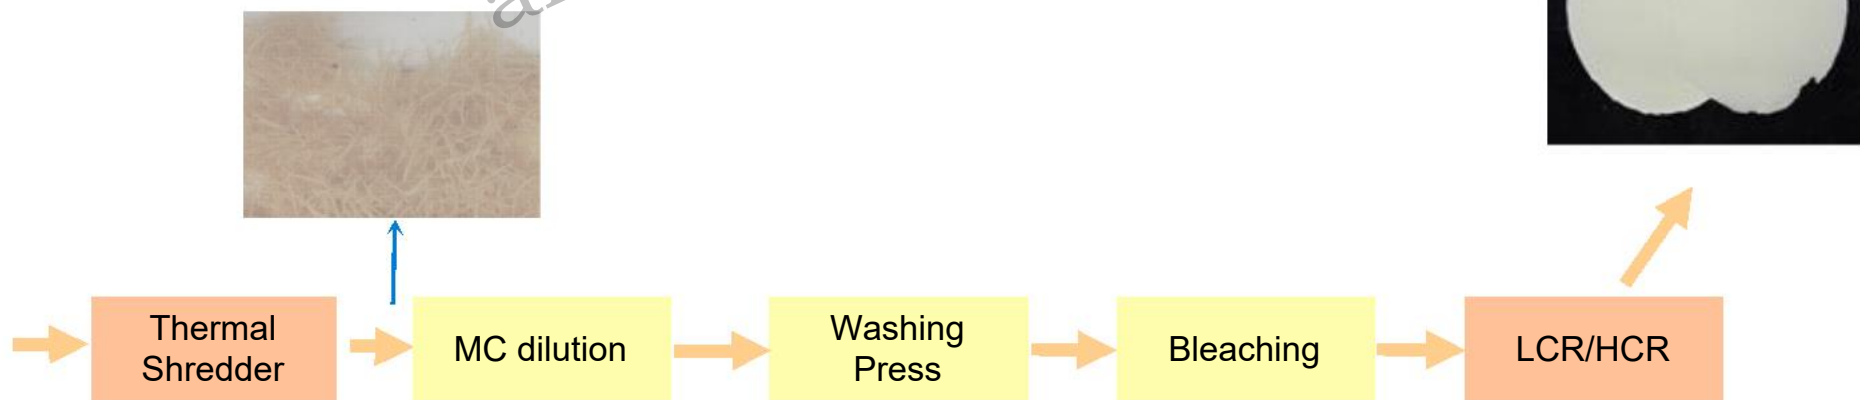 Thermal
Shredder
MC dilution
Washing
Press
Bleaching
LCR/HCR